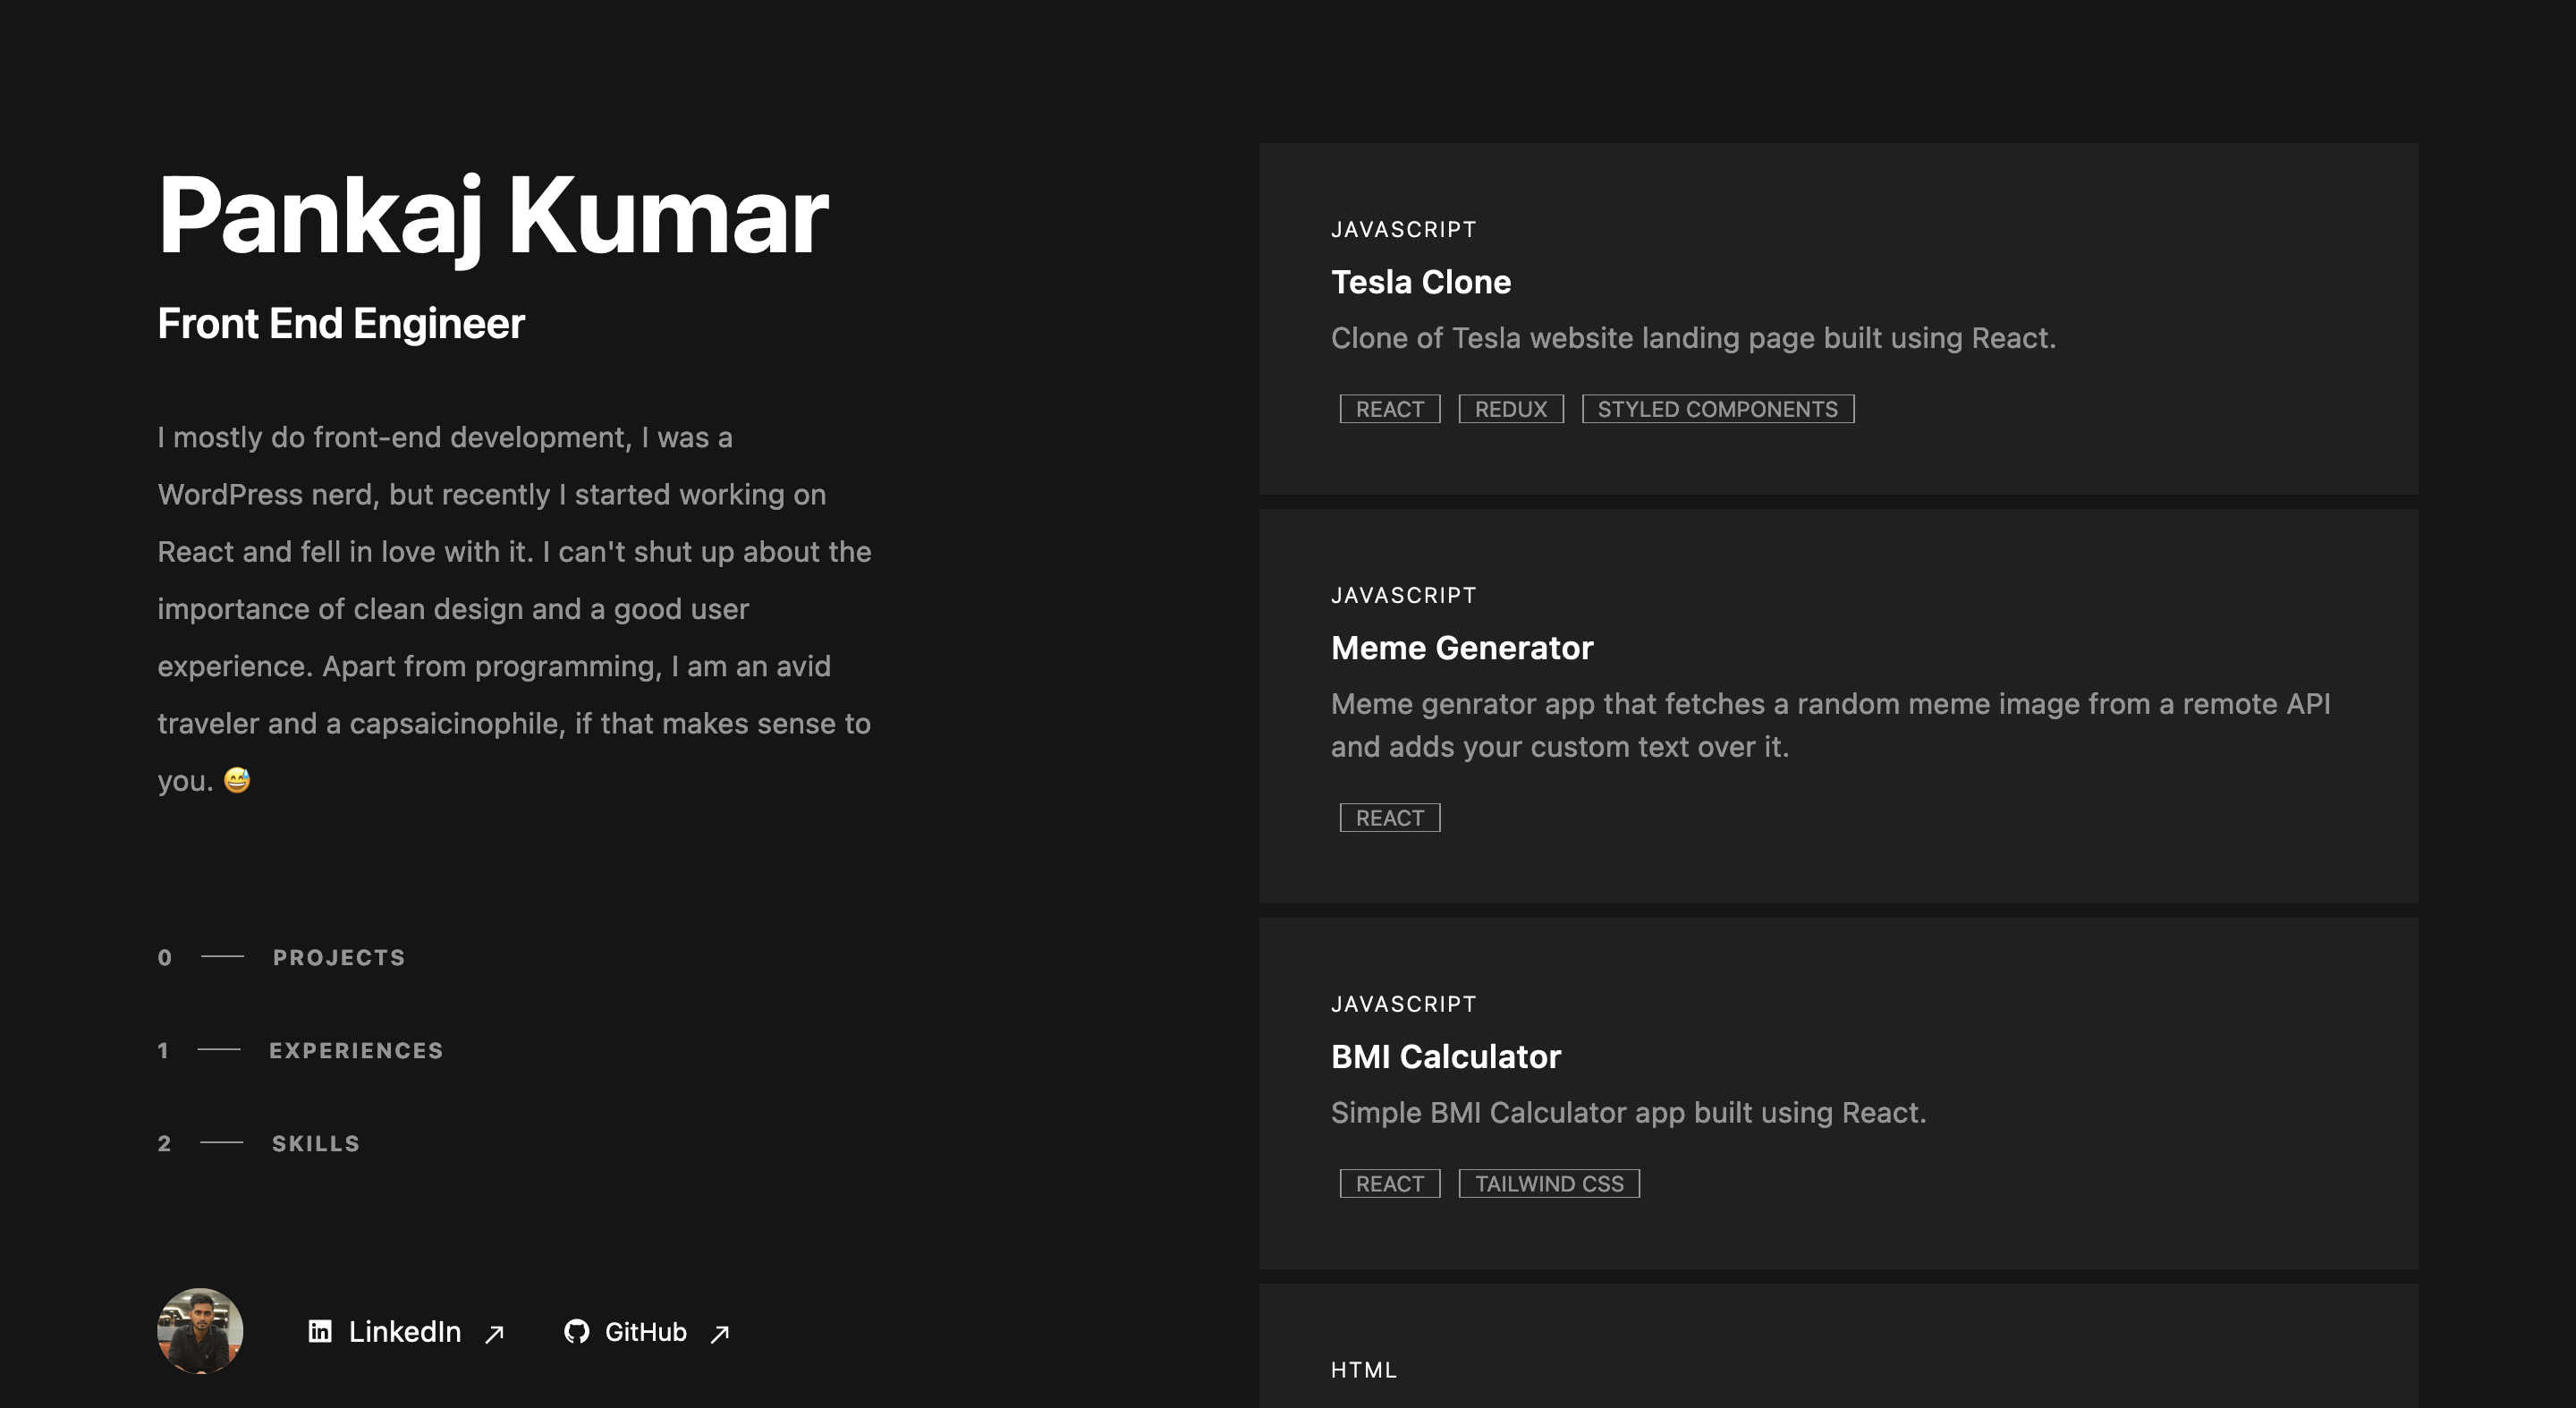 Pankaj Kumar
Front End Engineer
I mostly do front-end development, I was a
WordPress nerd, but recently I started working on
React and fell in love with it. I can't shut up about the
importance of clean design and a good user
experience. Apart from programming, I am an avid
traveler and a capsaicinophile, if that makes sense to
you. 😅
0 PROJECTS
1 EXPERIENCES
2 SKILLS
LinkedIn GitHub
JAVASCRIPT
Tesla Clone
Clone of Tesla website landing page built using React.
REACT REDUX STYLED COMPONENTS
JAVASCRIPT
Meme Generator
Meme genrator app that fetches a random meme image from a remote API
and adds your custom text over it.
REACT
JAVASCRIPT
BMI Calculator
Simple BMI Calculator app built using React.
REACT TAILWIND CSS
HTML